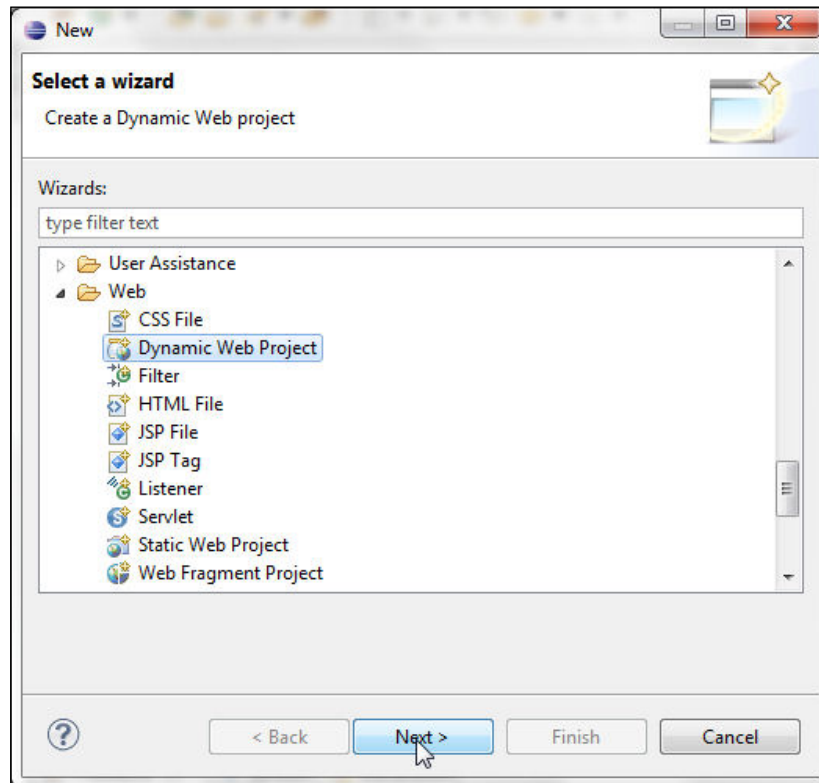 New
Select a wizard
Create a Dynamic Web project
Wizards:
type filter text
User Assistance
Web
CSS File
Dynamic Web Project
Filter
HTML File
JSP File
JSP Tag
Listener
Servlet
Static Web Project
Web Fragment Project
< Back Next > Finish Cancel